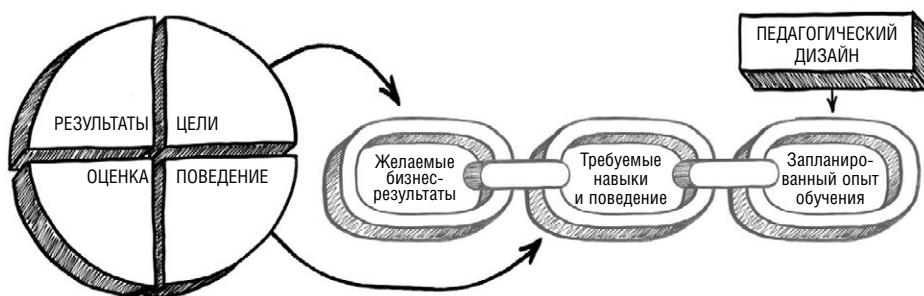 ПЕДАГОГИЧЕСКИЙ
ДИЗАЙН
РЕЗУЛЬТАТЫ
ЦЕЛИ
ОЦЕНКА
ПОВЕДЕНИЕ
Желаемые
бизнес-
результаты
Требуемые
навыки
и поведение
Запланиро-
ванный опыт
обучения